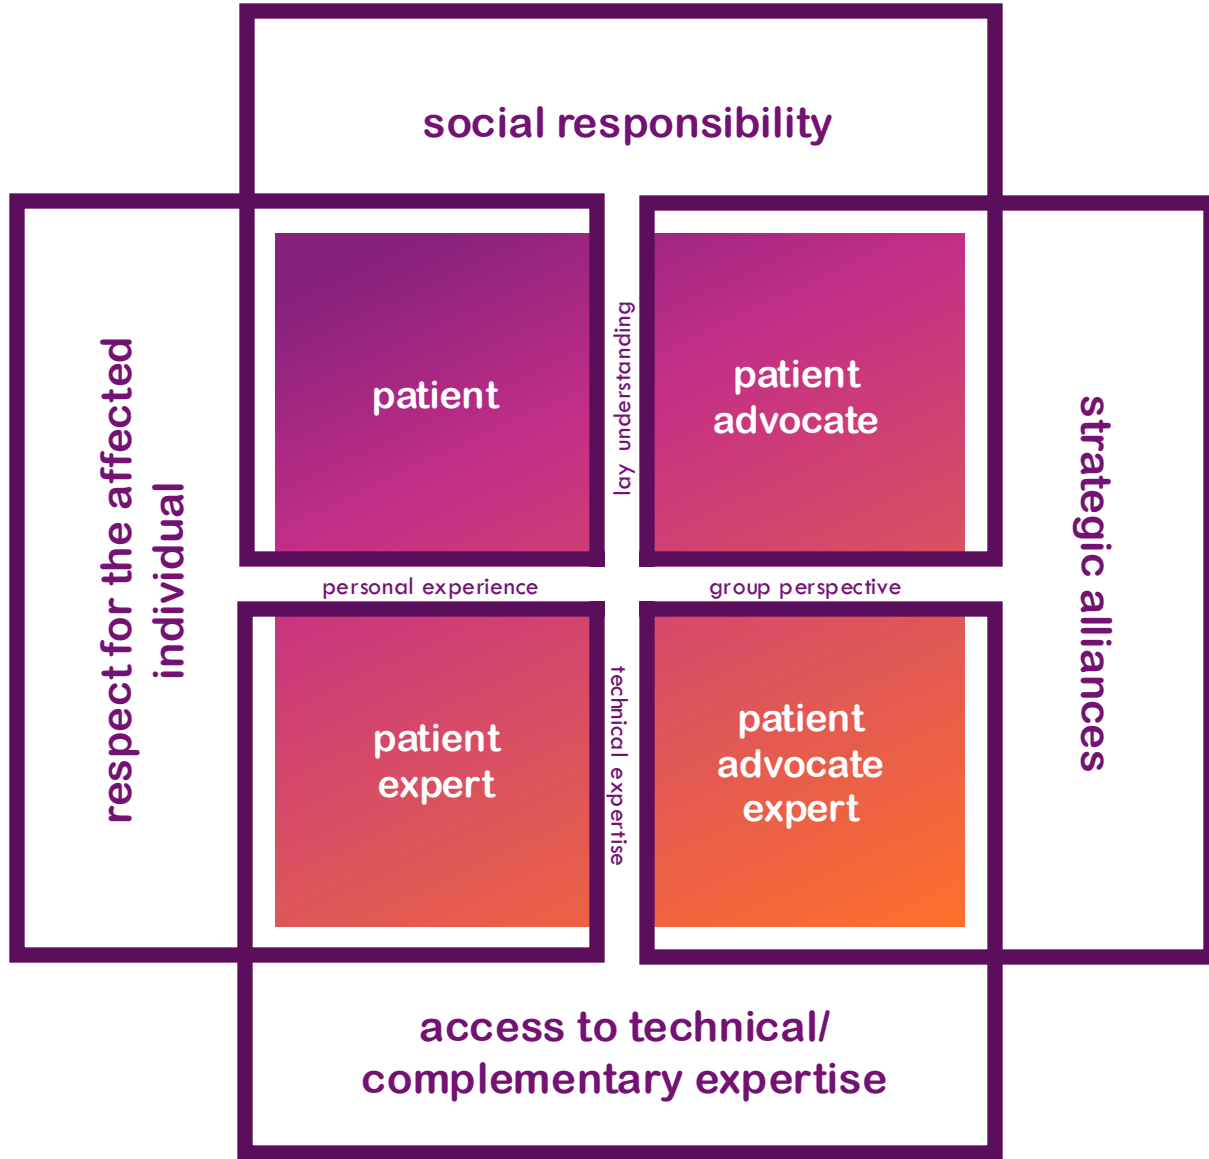 social responsibility
respect for the affected
individual
patient
lay understanding
patient
advocate
strategic alliances
personal experience
group perspective
patient
expert
technical expertise
patient
advocate
expert
access to technical/
complementary expertise